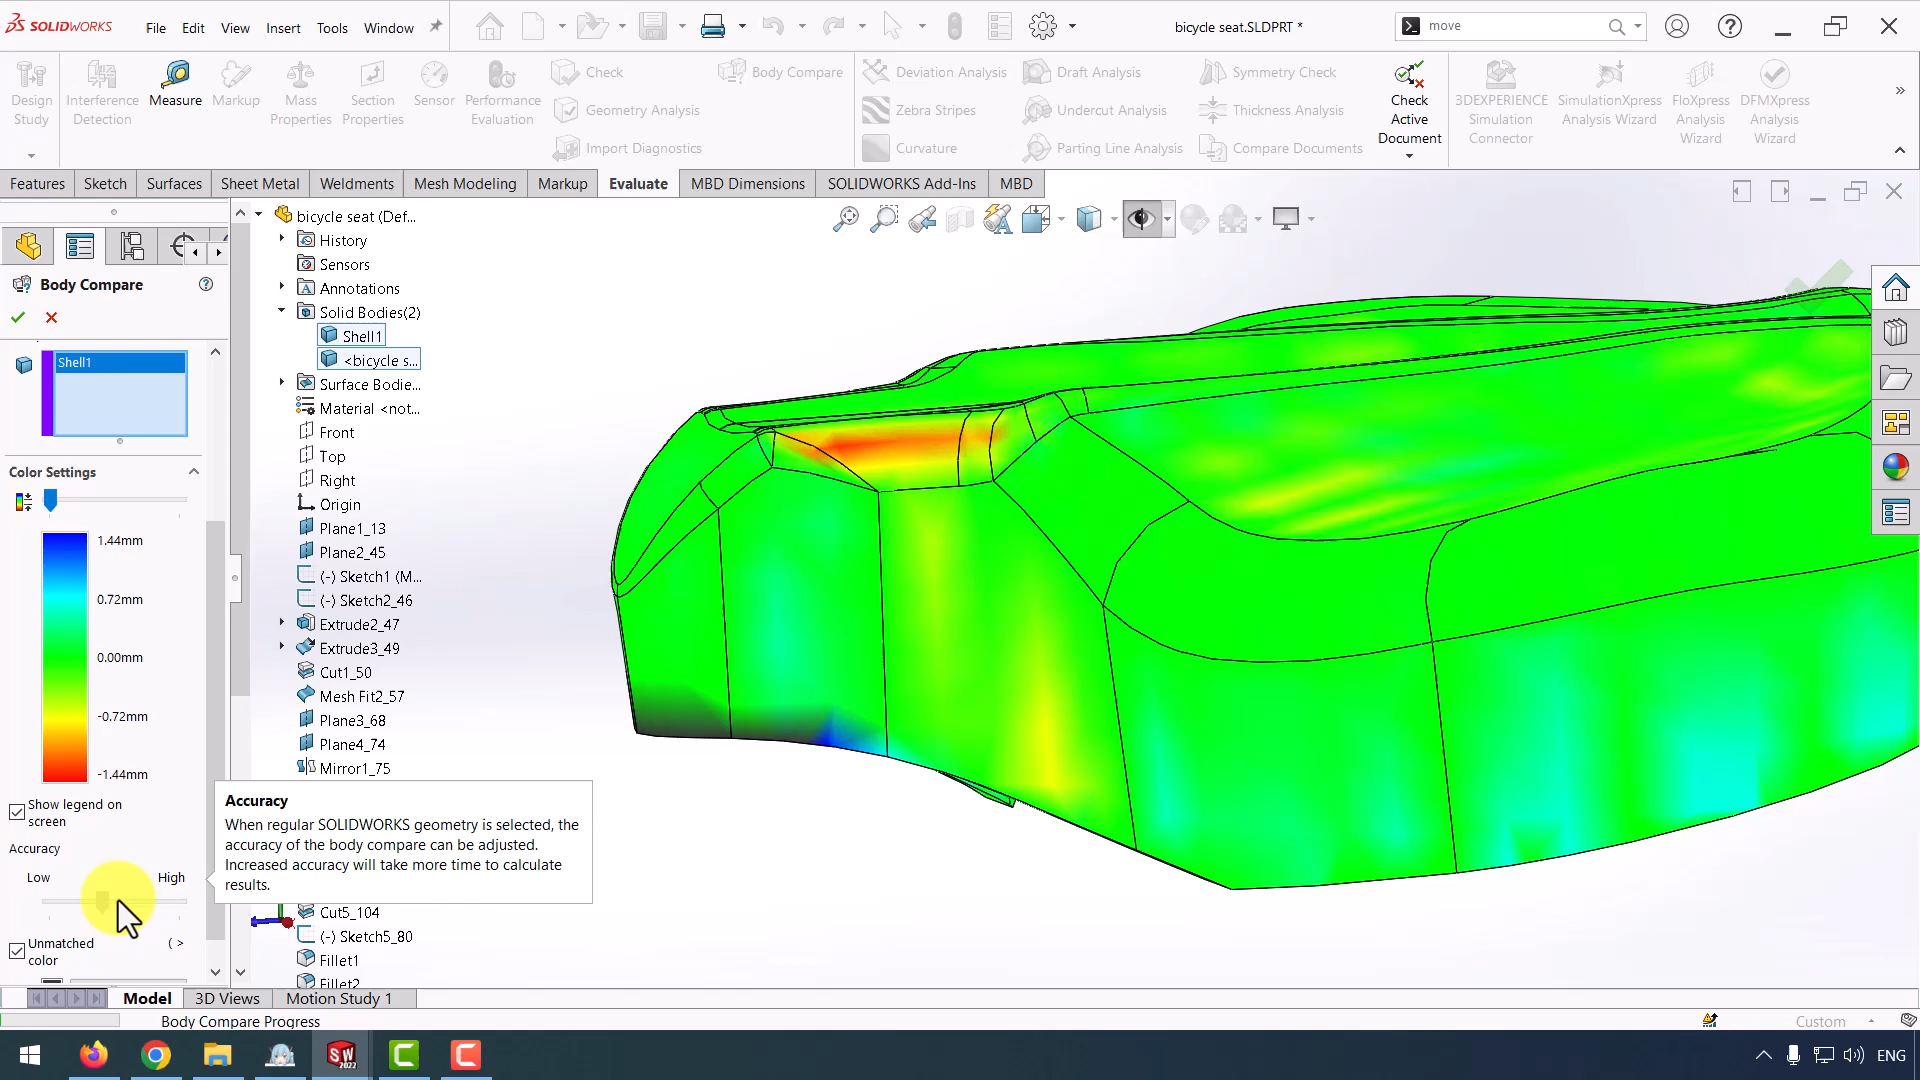 SOLIDWORKS
File Edit View Insert Tools Window
bicycle seat.SLDPRT *
move
Design Study
Interference Detection
Measure
Markup
Mass Properties
Section Properties
Sensor
Performance Evaluation
Check
Geometry Analysis
Import Diagnostics
Body Compare
Deviation Analysis
Zebra Stripes
Curvature
Draft Analysis
Undercut Analysis
Parting Line Analysis
Symmetry Check
Thickness Analysis
Compare Documents
Check Active Document
3DEXPERIENCE Simulation Connector
SimulationXpress Analysis Wizard
FloXpress Analysis Wizard
DFMXpress Analysis Wizard
Features Sketch Surfaces Sheet Metal Weldments Mesh Modeling Markup Evaluate MBD Dimensions SOLIDWORKS Add-Ins MBD
Body Compare
Shell1
Color Settings
1.44mm
0.72mm
0.00mm
-0.72mm
-1.44mm
Show legend on
screen
Accuracy
Low High
Unmatched ( >
color
bicycle seat (Def...
History
Sensors
Annotations
Solid Bodies(2)
Shell1
<bicycle s...
Surface Bodie...
Material <not...
Front
Top
Right
Origin
Plane1_13
Plane2_45
(-) Sketch1 (M...
(-) Sketch2_46
Extrude2_47
Extrude3_49
Cut1_50
Mesh Fit2_57
Plane3_68
Plane4_74
Mirror1_75
Accuracy
When regular SOLIDWORKS geometry is selected, the
accuracy of the body compare can be adjusted.
Increased accuracy will take more time to calculate
results.
Cut5_104
(-) Sketch5_80
Fillet1
Fillet2
Model 3D Views Motion Study 1
Body Compare Progress
Custom
SW
2022
C
C
ENG